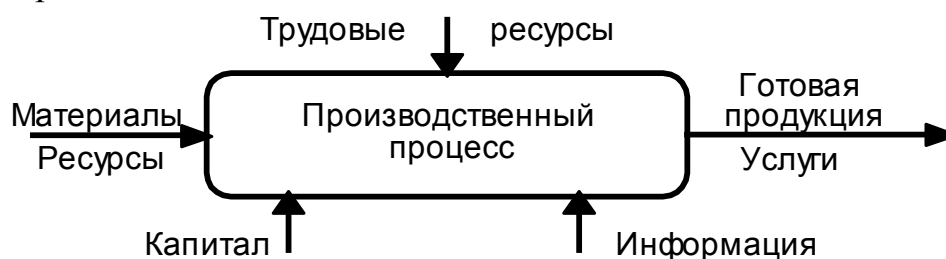 Трудовые ресурсы
Материалы
Ресурсы
Производственный
процесс
Готовая
продукция
Услуги
Капитал
Информация